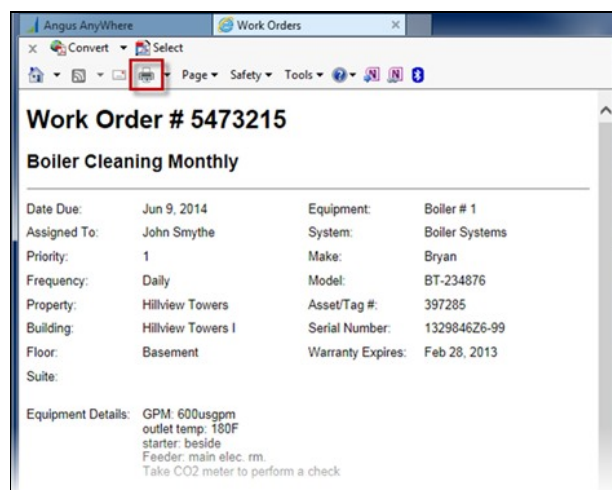 Angus AnyWhere
Work Orders
Convert
Select
Page
Safety
Tools
Work Order # 5473215
Boiler Cleaning Monthly
Date Due: Jun 9, 2014 Equipment: Boiler # 1
Assigned To: John Smythe System: Boiler Systems
Priority: 1 Make: Bryan
Frequency: Daily Model: BT-234876
Property: Hillview Towers Asset/Tag #: 397285
Building: Hillview Towers I Serial Number: 1329846Z6-99
Floor: Basement Warranty Expires: Feb 28, 2013
Suite:
Equipment Details: GPM: 600usgpm
outlet temp: 180F
starter: beside
Feeder: main elec. rm.
Take CO2 meter to perform a check